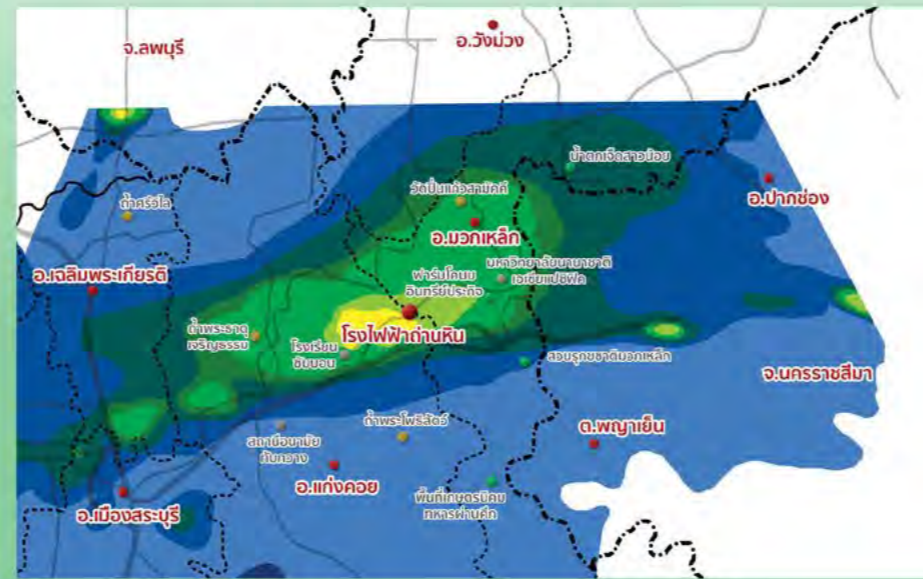 จ.ลพบุรี
อ.วังม่วง
น้ำตกเจ็ดสาวน้อย
อ.ปากช่อง
วัดป่นแก้วสามัคคี
ถ้ำศรีวิไล
อ.มวกเหล็ก
มหาวิทยาลัยนานาชาติ
เอเชียแปซิฟิค
อ.เฉลิมพระเกียรติ
ฟาร์มโคนม
อินทรีย์ประกิจ
โรงไฟฟ้าถ่านหิน
ถ้ำพระธาตุ
เจริญธรรม
โรงเรียน
ซับบอน
สวนรุกขชาติมวกเหล็ก
จ.นครราชสีมา
สถานีอนามัย
ทับกวาง
ถ้ำพระโพธิสัตว์
ต.พญาเย็น
อ.แก่งคอย
อ.เมืองสระบุรี
พื้นที่เกษตรนิคม
ทหารผ่านศึก